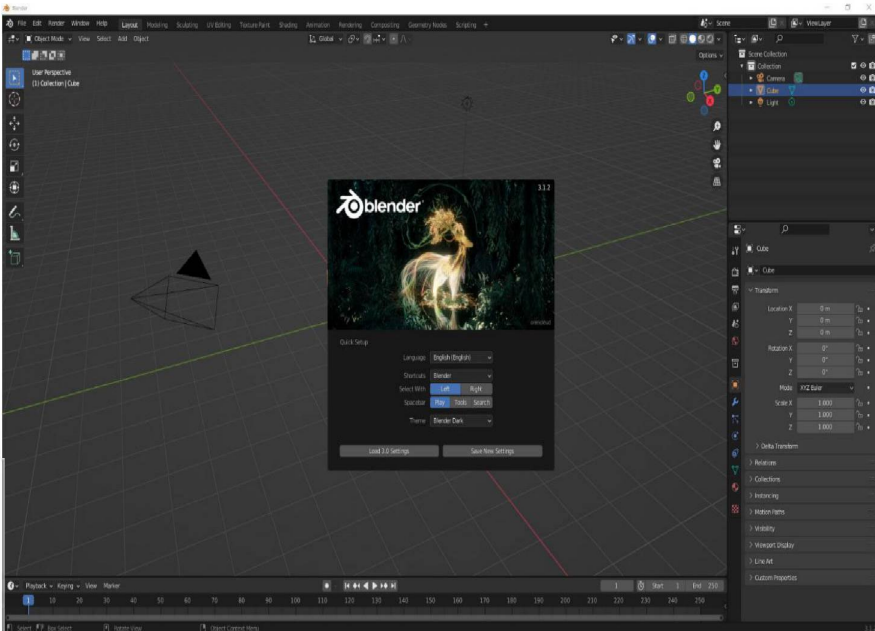 Blender
File Edit Render Window Help Layout Modeling Sculpting UV Editing Texture Paint Shading Animation Rendering Compositing Geometry Nodes Scripting + Scene ViewLayer
Object Mode View Select Add Object Global
Options
User Perspective
(1) Collection | Cube
Scene Collection
Collection
Camera
Cube
Light
blender
3.1.2
Quick Setup
Language English (English)
Shortcuts Blender
Select With Left Right
Spacebar Play Tools Search
Theme Blender Dark
Load 3.0 Settings Save New Settings
Cube
Cube
Transform
Location X 0 m
Y 0 m
Z 0 m
Rotation X 0°
Y 0°
Z 0°
Mode XYZ Euler
Scale X 1.000
Y 1.000
Z 1.000
Delta Transform
Relations
Collections
Instancing
Motion Paths
Visibility
Viewport Display
Line Art
Custom Properties
Playback Keying View Marker 1 Start 1 End 250
1 10 20 30 40 50 60 70 80 90 100 110 120 130 140 150 160 170 180 190 200 210 220 230 240 250
Select Box Select Rotate View Object Context Menu